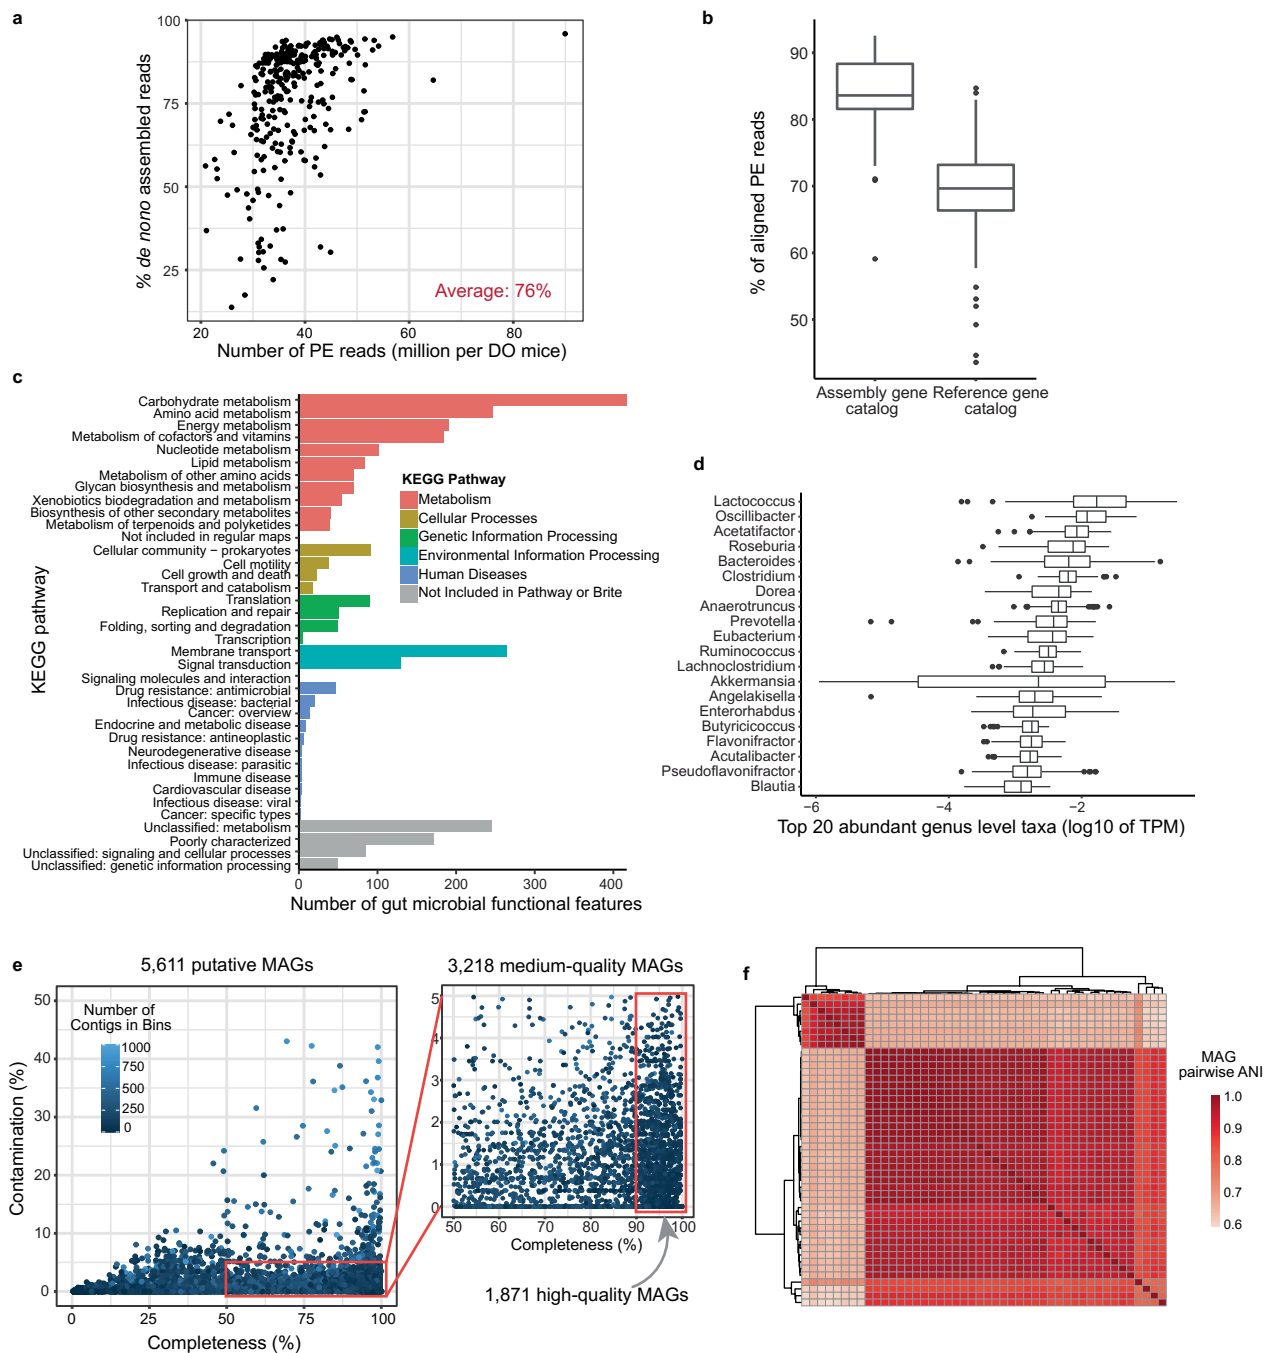 a
100
75
50
25
% de nono assembled reads
Average: 76%
20 40 60 80
Number of PE reads (million per DO mice)
b
90
80
70
60
50
% of aligned PE reads
Assembly gene catalog
Reference gene catalog
c
KEGG pathway
Carbohydrate metabolism
Amino acid metabolism
Energy metabolism
Metabolism of cofactors and vitamins
Nucleotide metabolism
Lipid metabolism
Metabolism of other amino acids
Glycan biosynthesis and metabolism
Xenobiotics biodegradation and metabolism
Biosynthesis of other secondary metabolites
Metabolism of terpenoids and polyketides
Not included in regular maps
Cellular community − prokaryotes
Cell motility
Cell growth and death
Transport and catabolism
Translation
Replication and repair
Folding, sorting and degradation
Transcription
Membrane transport
Signal transduction
Signaling molecules and interaction
Drug resistance: antimicrobial
Infectious disease: bacterial
Cancer: overview
Endocrine and metabolic disease
Drug resistance: antineoplastic
Neurodegenerative disease
Infectious disease: parasitic
Immune disease
Cardiovascular disease
Infectious disease: viral
Cancer: specific types
Unclassified: metabolism
Poorly characterized
Unclassified: signaling and cellular processes
Unclassified: genetic information processing
0 100 200 300 400
Number of gut microbial functional features
KEGG Pathway
Metabolism
Cellular Processes
Genetic Information Processing
Environmental Information Processing
Human Diseases
Not Included in Pathway or Brite
d
Lactococcus
Oscillibacter
Acetatifactor
Roseburia
Bacteroides
Clostridium
Dorea
Anaerotruncus
Prevotella
Eubacterium
Ruminococcus
Lachnoclostridium
Akkermansia
Angelakisella
Enterorhabdus
Butyricicoccus
Flavonifractor
Acutalibacter
Pseudoflavonifractor
Blautia
−6 −4 −2
Top 20 abundant genus level taxa (log10 of TPM)
e
5,611 putative MAGs
Number of
Contigs in Bins
1000
750
500
250
0
50
40
30
20
10
0
Contamination (%)
0 25 50 75 100
Completeness (%)
3,218 medium-quality MAGs
5
4
3
2
1
0
50 60 70 80 90 100
Completeness (%)
1,871 high-quality MAGs
f
MAG
pairwise ANI
1.0
0.9
0.8
0.7
0.6